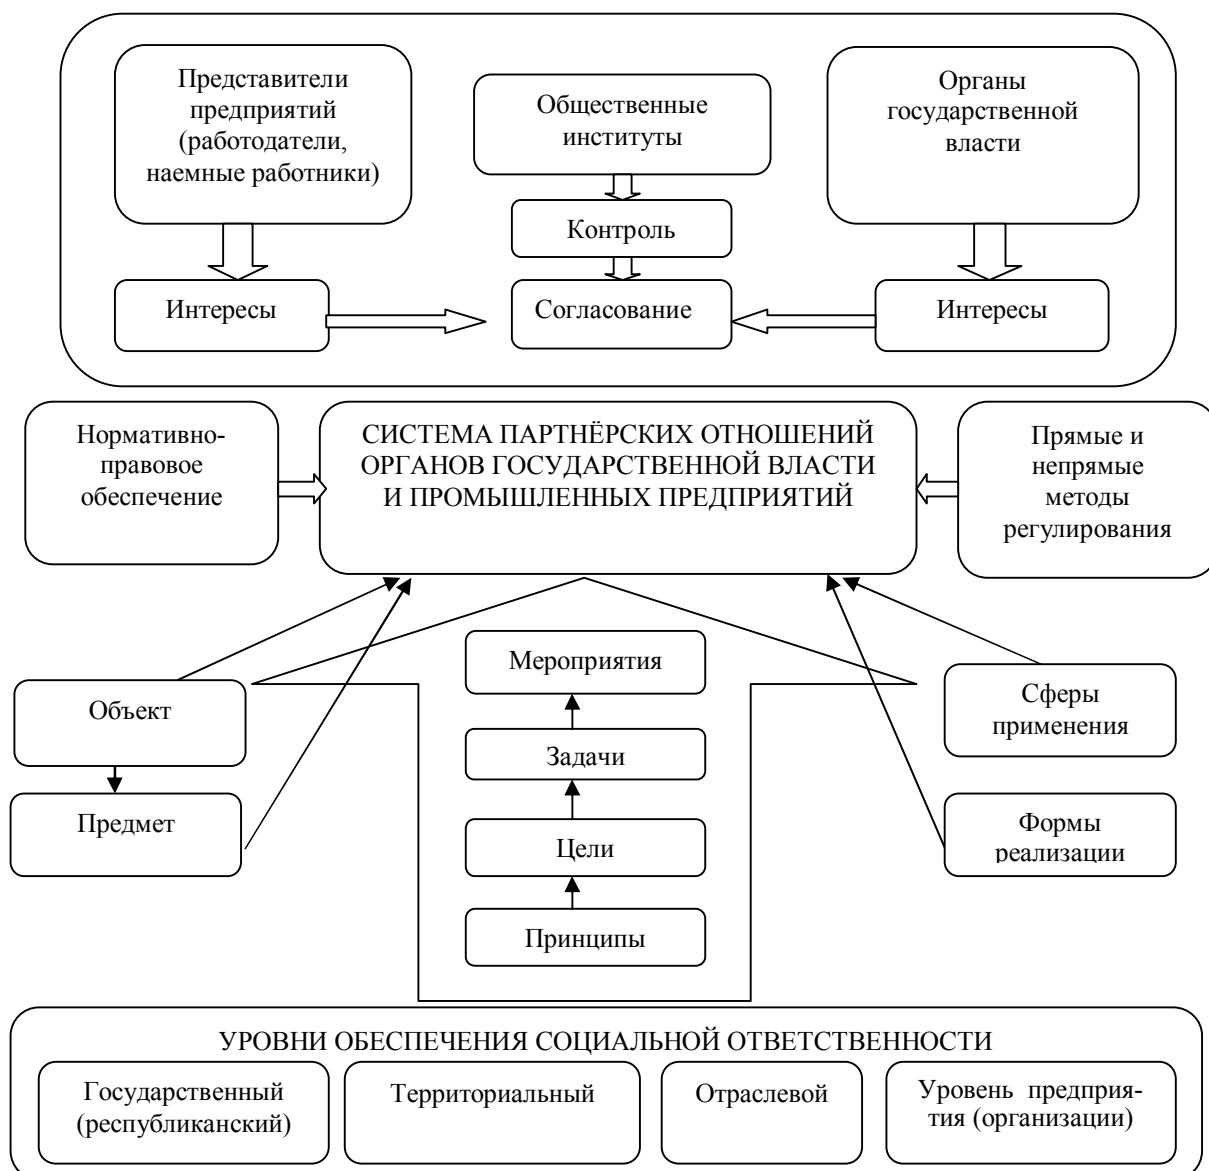 Представители
предприятий
(работодатели,
наемные работники)
Общественные
институты
Органы
государственной
власти
Контроль
Интересы
Согласование
Интересы
Нормативно-
правовое
обеспечение
СИСТЕМА ПАРТНЁРСКИХ ОТНОШЕНИЙ
ОРГАНОВ ГОСУДАРСТВЕННОЙ ВЛАСТИ
И ПРОМЫШЛЕННЫХ ПРЕДПРИЯТИЙ
Прямые и
непрямые
методы
регулирования
Объект
Предмет
Мероприятия
Задачи
Цели
Принципы
Сферы
применения
Формы
реализации
УРОВНИ ОБЕСПЕЧЕНИЯ СОЦИАЛЬНОЙ ОТВЕТСТВЕННОСТИ
Государственный
(республиканский)
Территориальный
Отраслевой
Уровень предприя-
тия (организации)